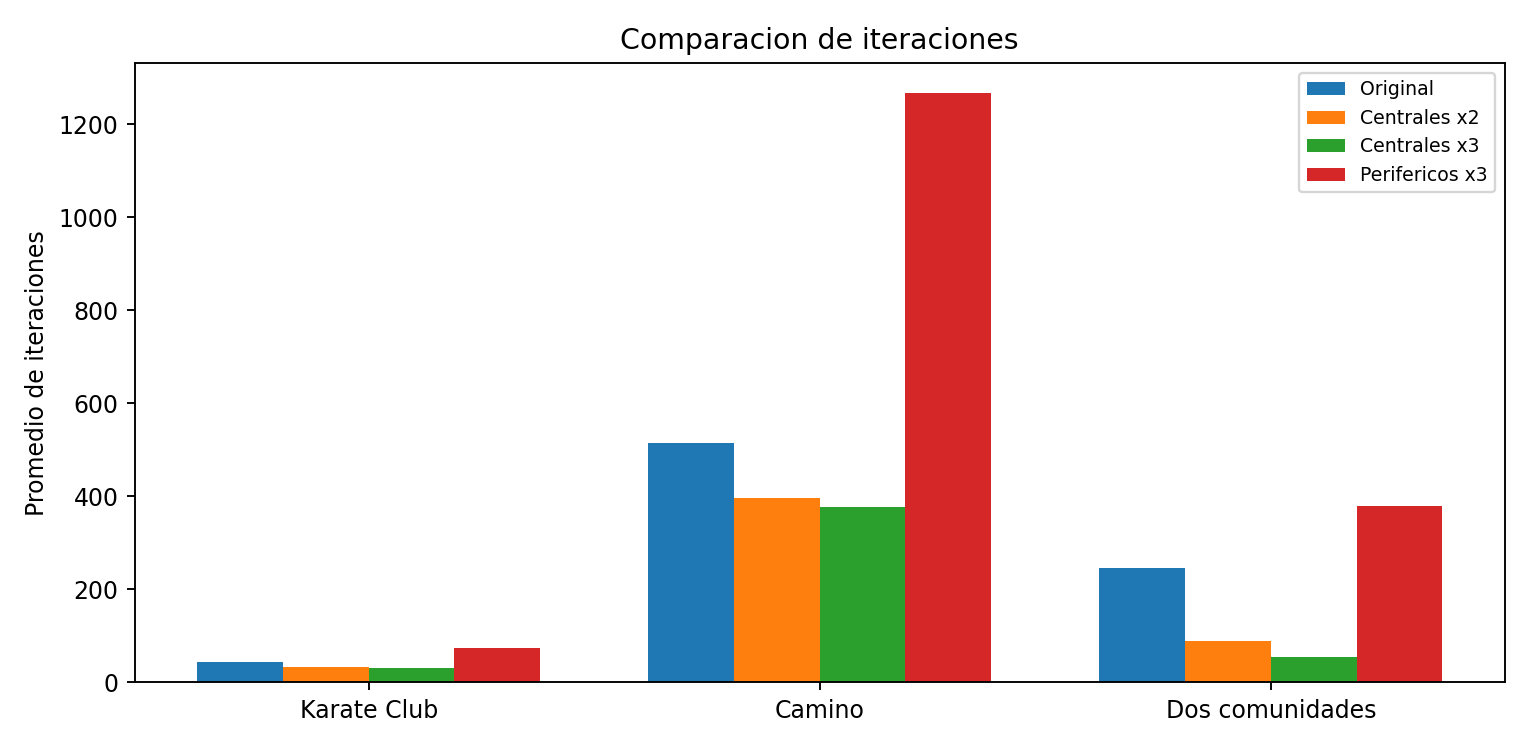 Comparacion de iteraciones
Promedio de iteraciones
1200
1000
800
600
400
200
0
Karate Club
Camino
Dos comunidades
Original
Centrales x2
Centrales x3
Perifericos x3